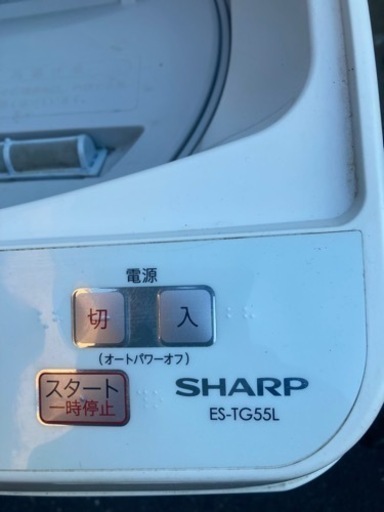 電源
切 入
(オートパワーオフ)
スタート
一時停止
SHARP
ES-TG55L